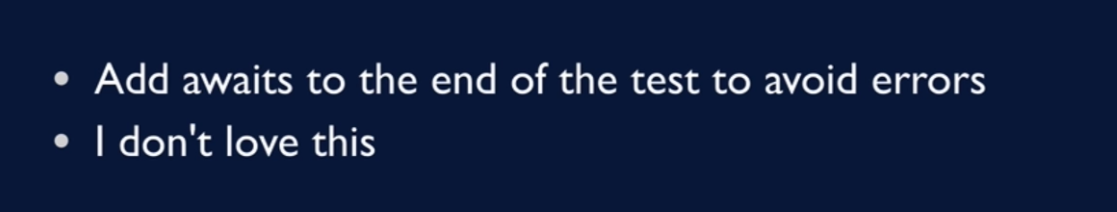 • Add awaits to the end of the test to avoid errors
• I don't love this